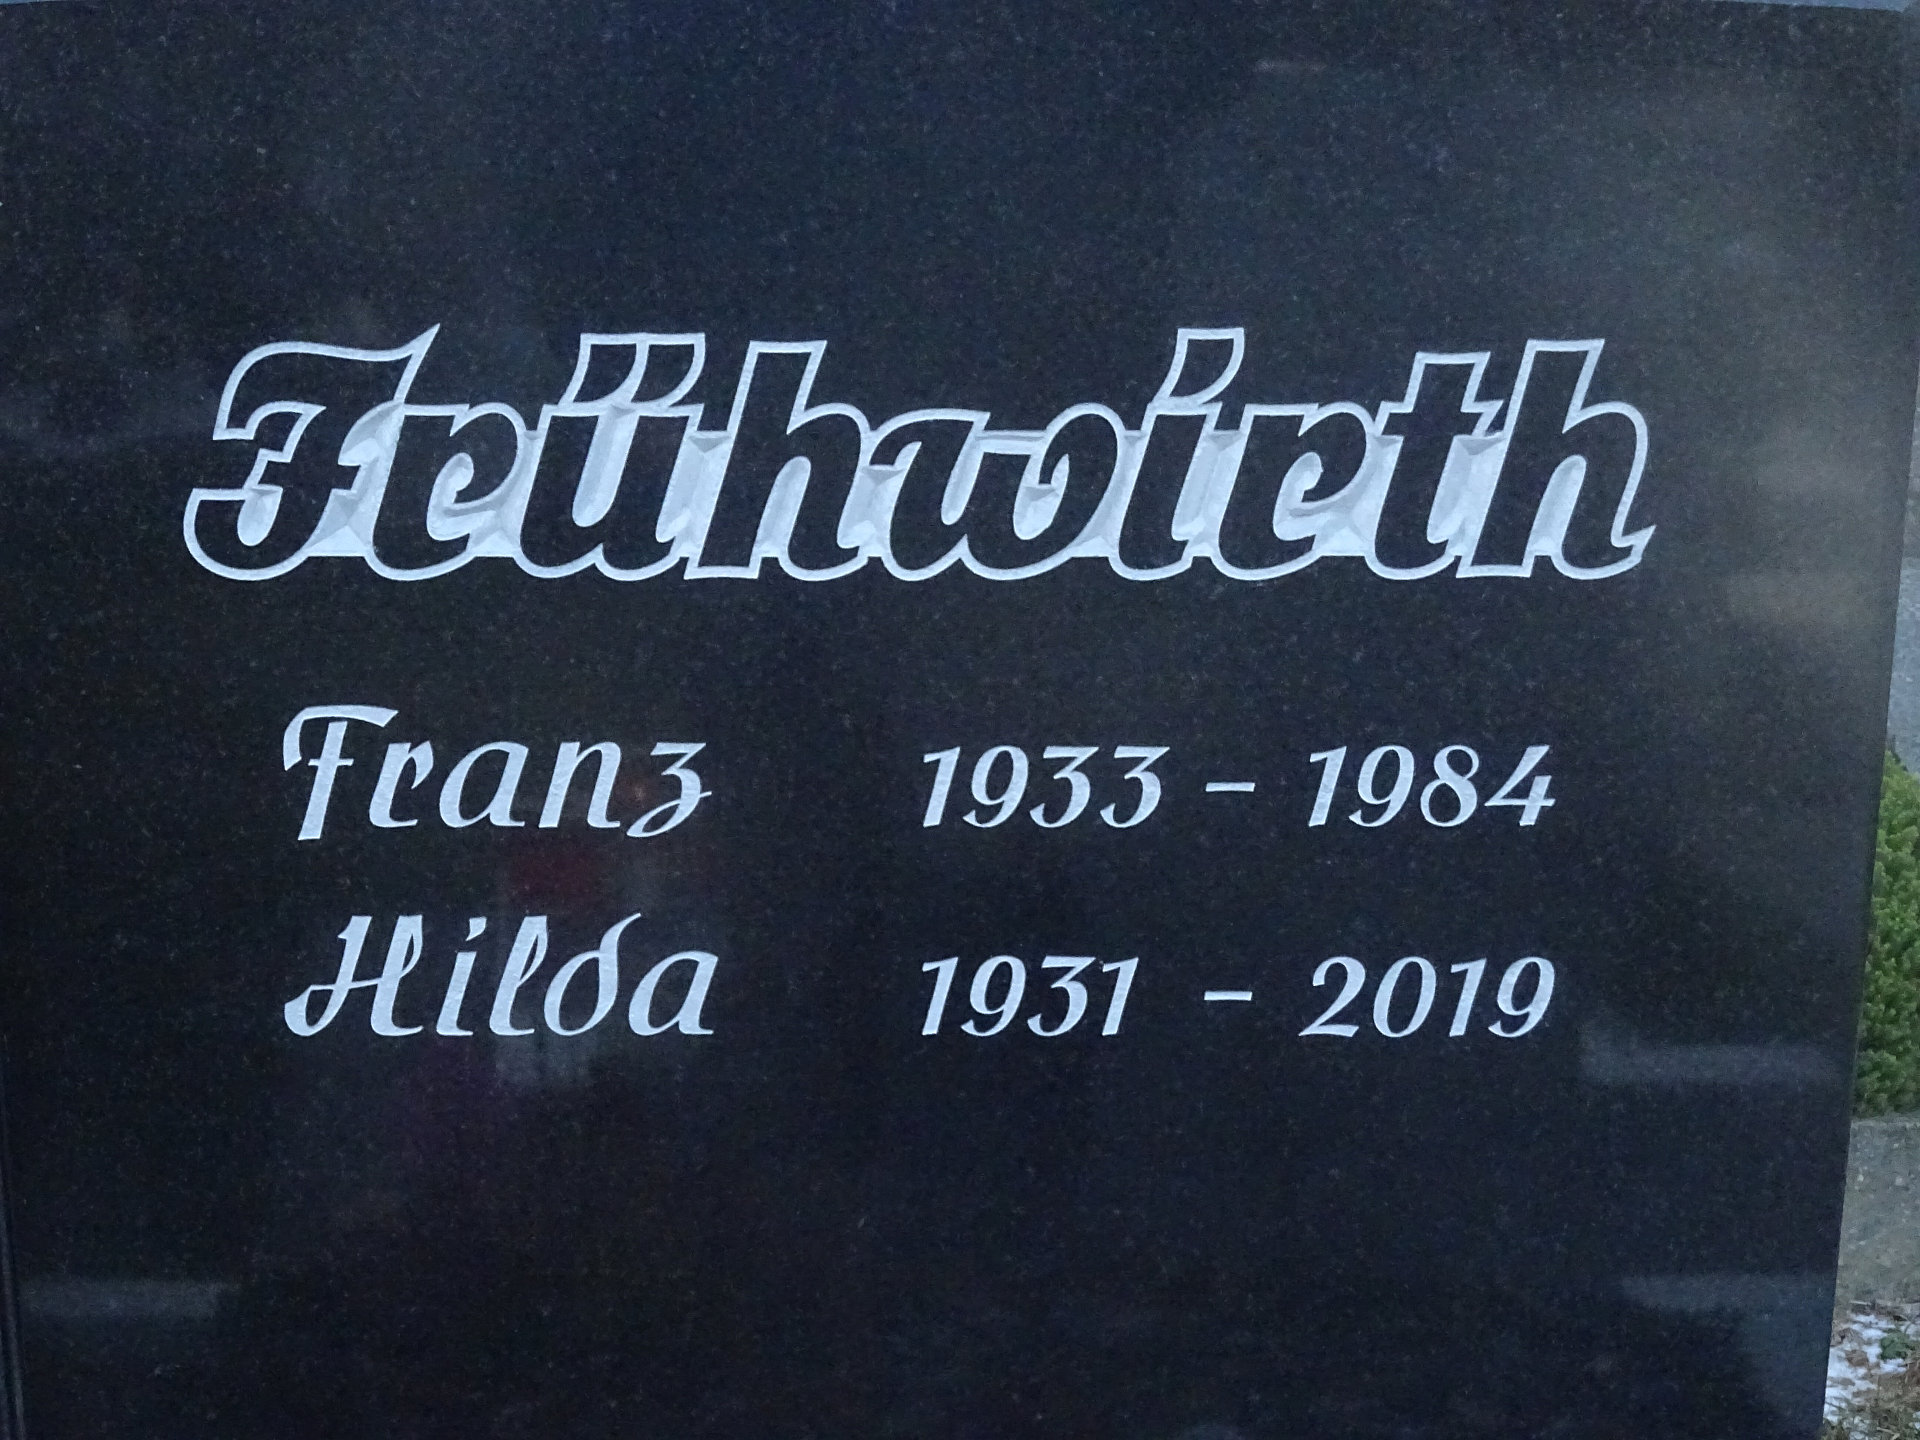 Frühwirth
Franz 1933 - 1984
Hilda 1931 - 2019